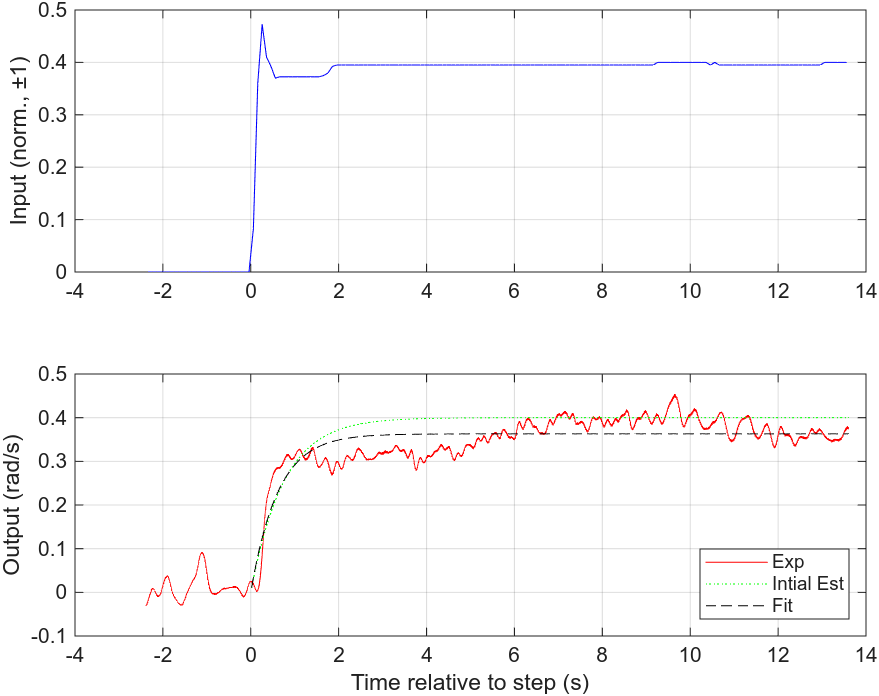 0.5
0.4
0.3
0.2
0.1
0
Input (norm., ±1)
-4 -2 0 2 4 6 8 10 12 14
0.5
0.4
0.3
0.2
0.1
0
-0.1
Output (rad/s)
Exp
Intial Est
Fit
-4 -2 0 2 4 6 8 10 12 14
Time relative to step (s)